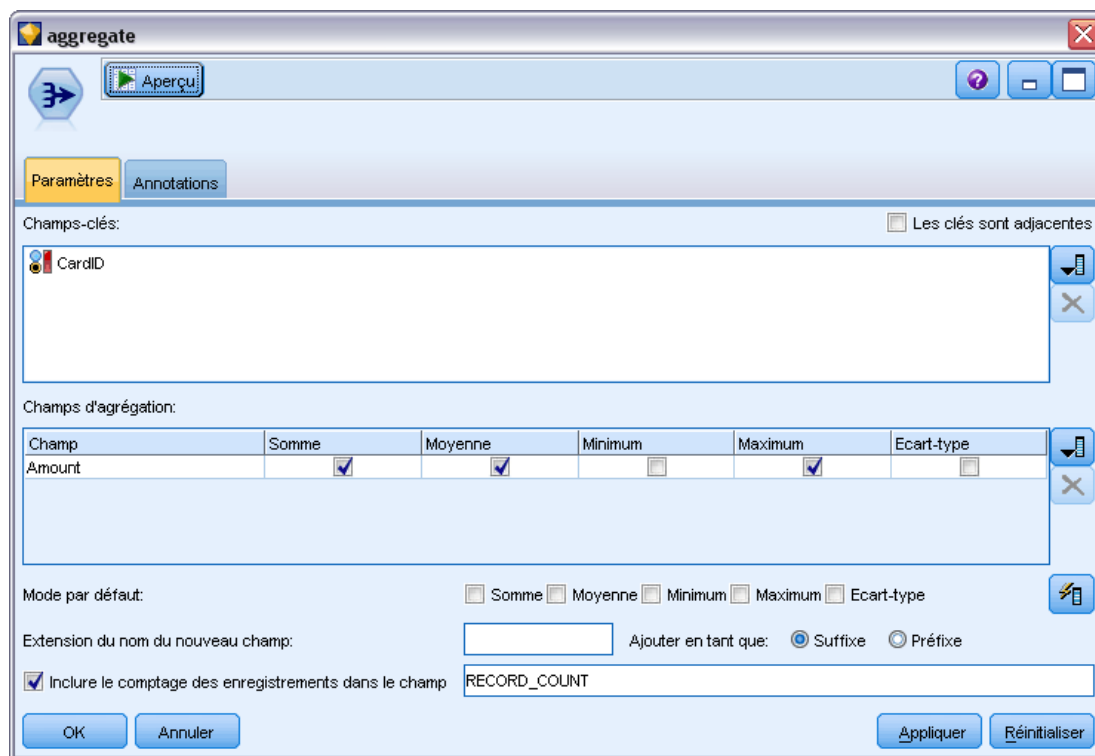 aggregate
Aperçu
Paramètres
Annotations
Champs-clés:
Les clés sont adjacentes
CardID
Champs d'agrégation:
Champ Somme Moyenne Minimum Maximum Ecart-type
Amount
Mode par défaut: Somme Moyenne Minimum Maximum Ecart-type
Extension du nom du nouveau champ: Ajouter en tant que: Suffixe Préfixe
Inclure le comptage des enregistrements dans le champ RECORD_COUNT
OK Annuler Appliquer Réinitialiser